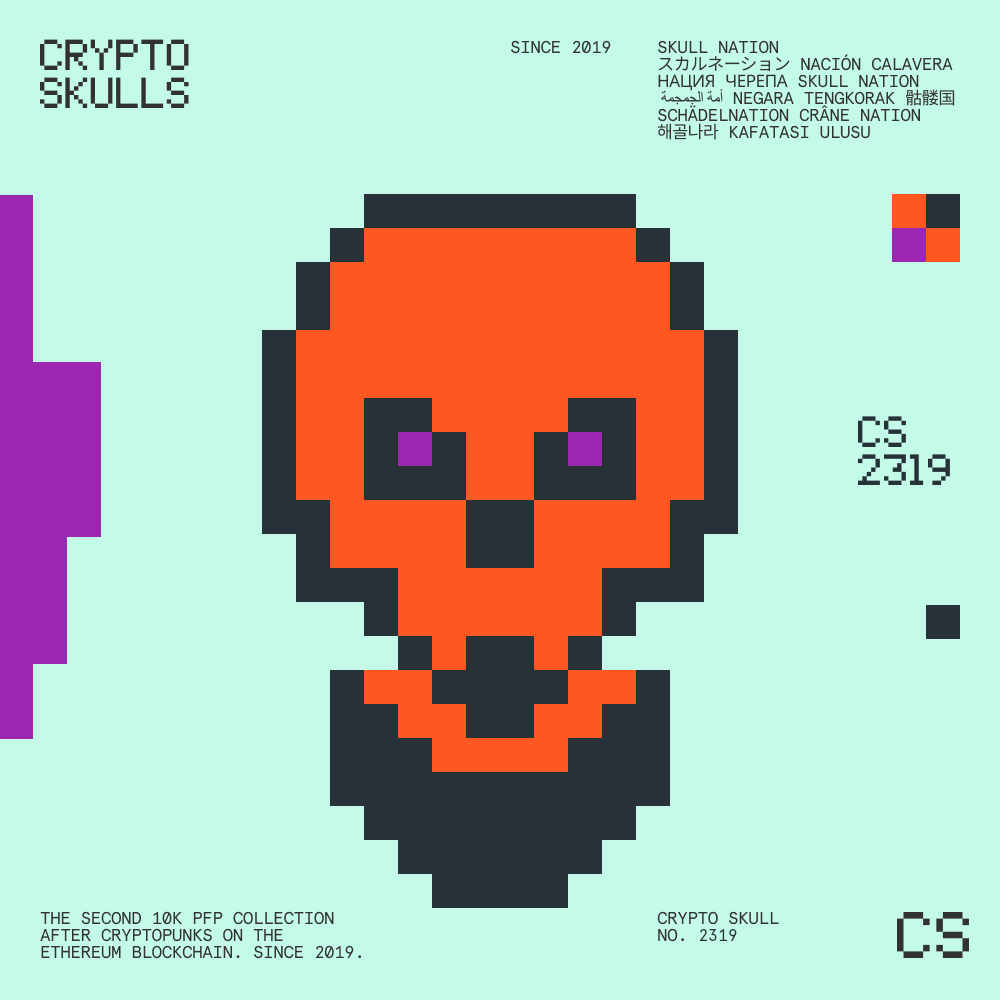 CRYPTO
SKULLS
SINCE 2019
SKULL NATION
スカルネーション NACIÓN CALAVERA
НАЦИЯ ЧЕРЕПА SKULL NATION
أمة الجمجمة NEGARA TENGKORAK 骷髅国
SCHÄDELNATION CRÂNE NATION
해골나라 KAFATASI ULUSU
CS
2319
THE SECOND 10K PFP COLLECTION
AFTER CRYPTOPUNKS ON THE
ETHEREUM BLOCKCHAIN. SINCE 2019.
CRYPTO SKULL
NO. 2319
CS